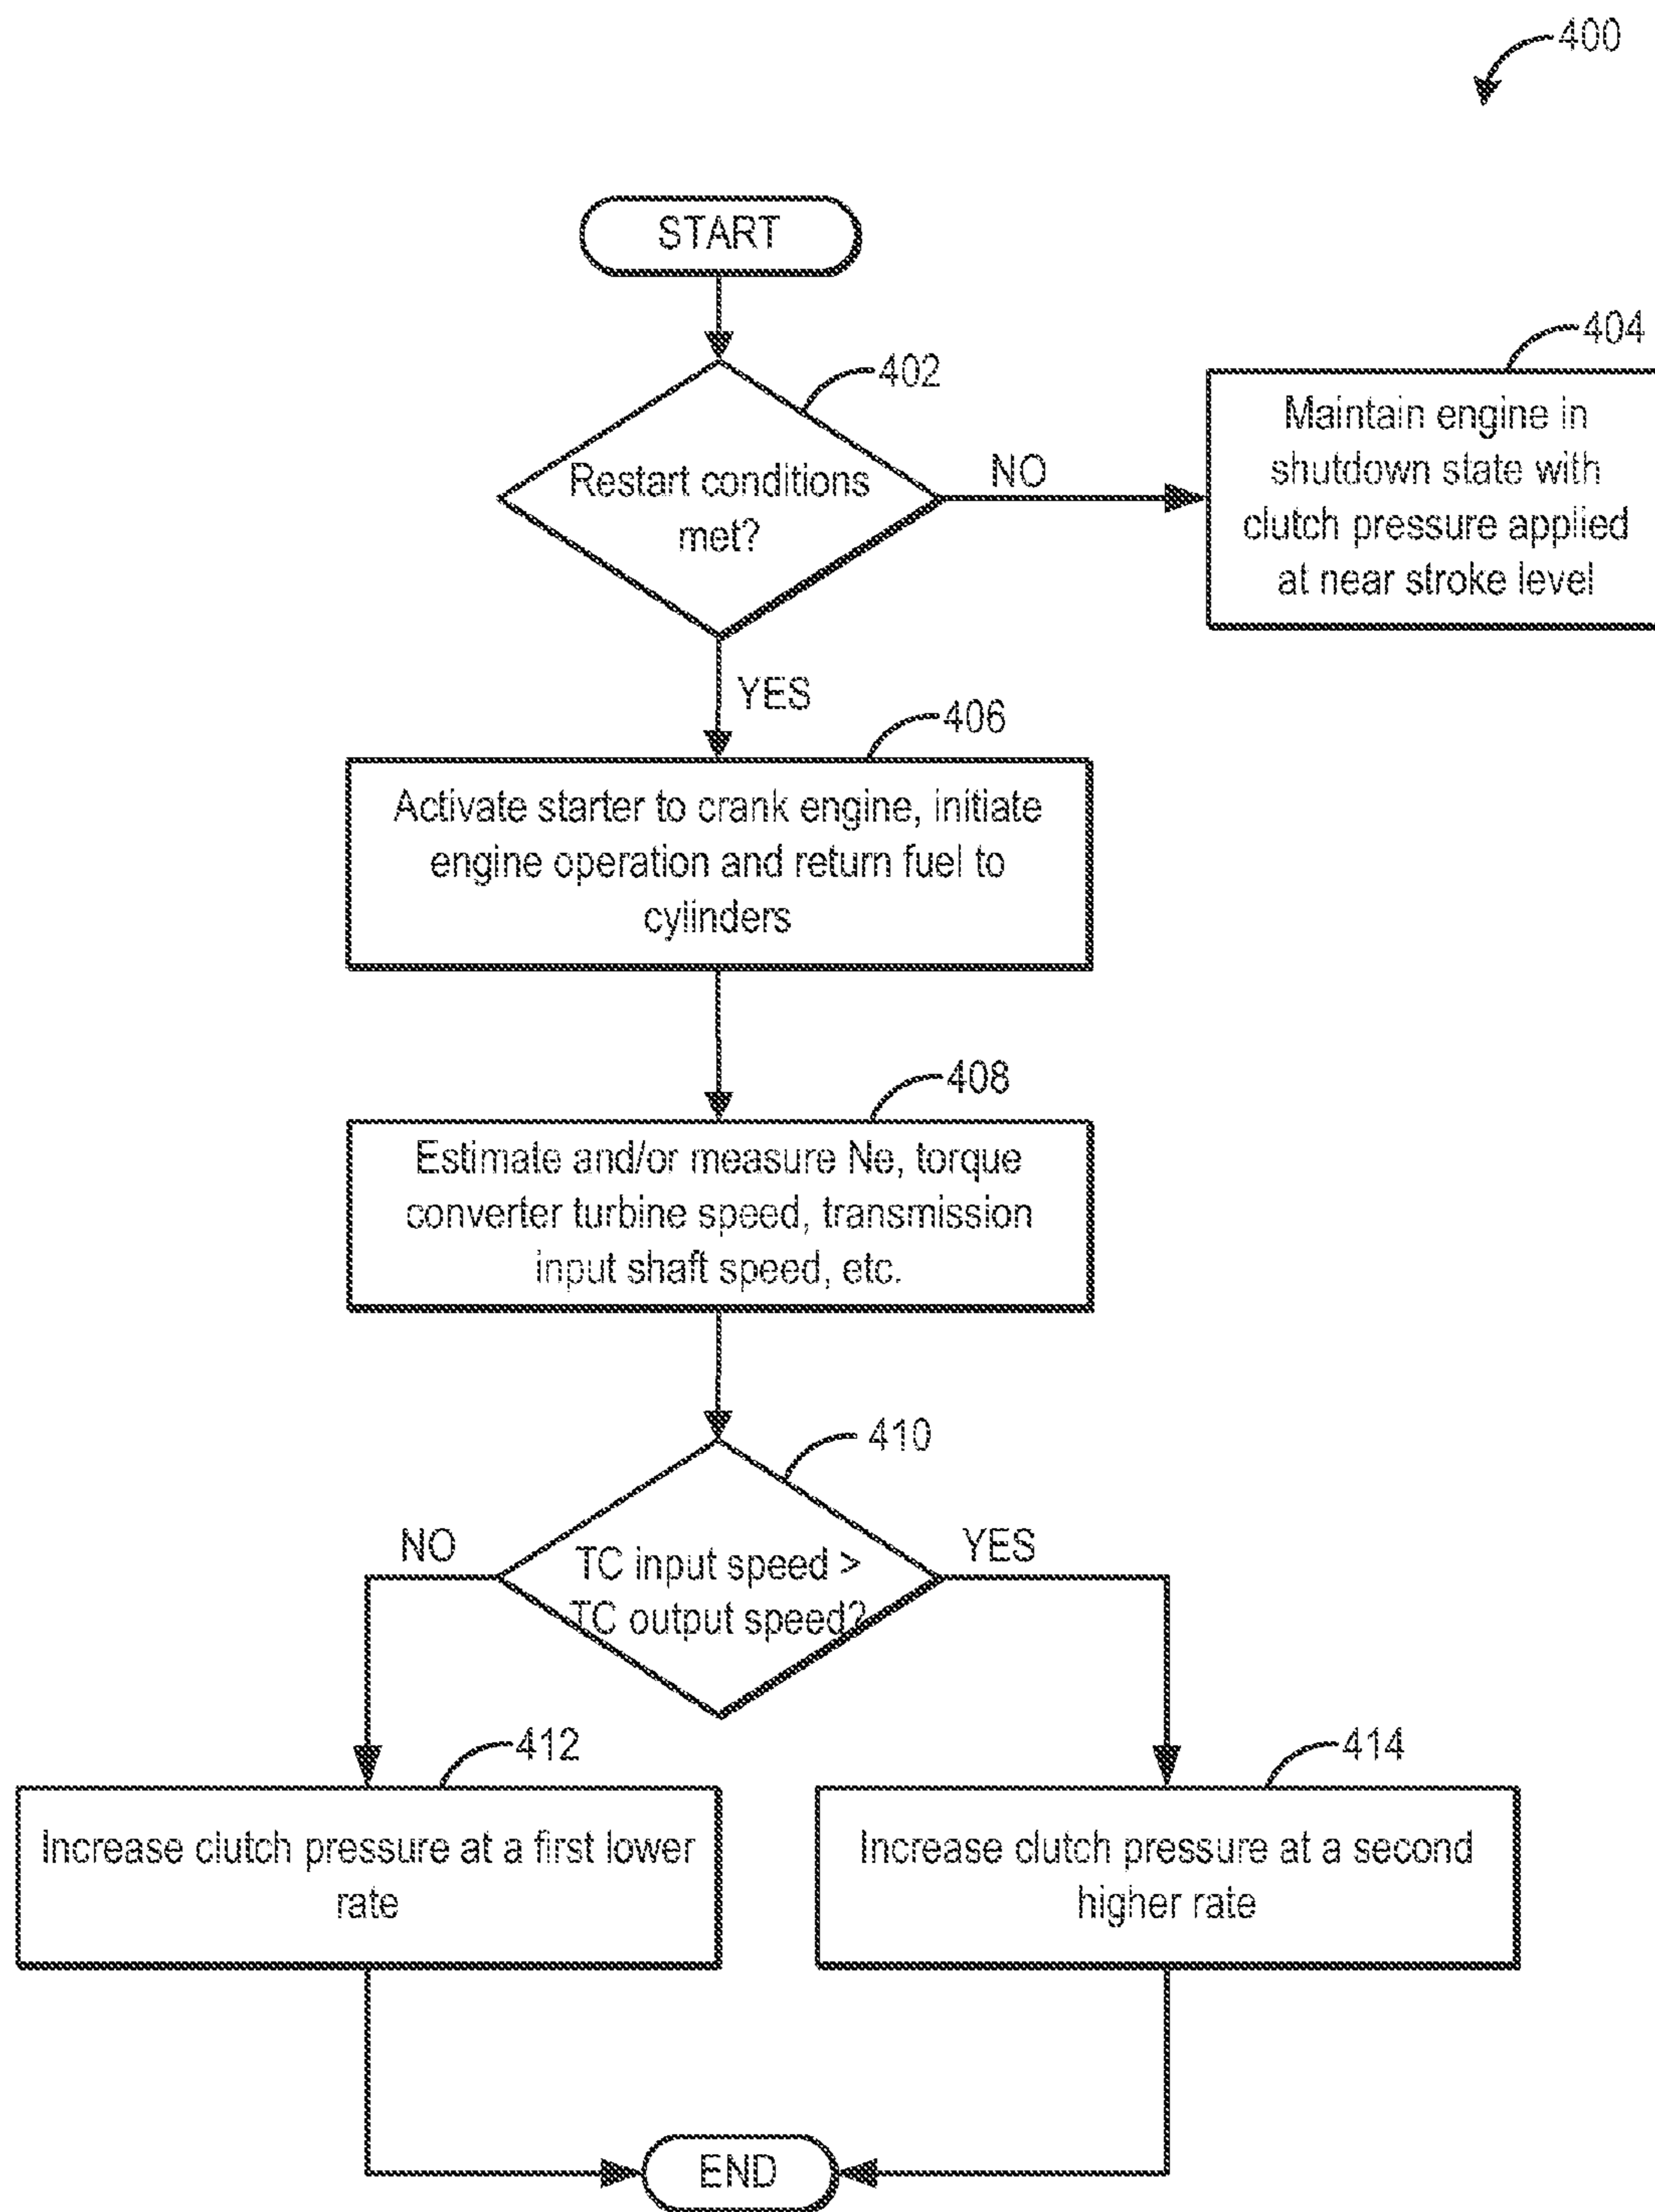 400
START
402
Restart conditions
met?
NO
404
Maintain engine in
shutdown state with
clutch pressure applied
at near stroke level
YES
406
Activate starter to crank engine, initiate
engine operation and return fuel to
cylinders
408
Estimate and/or measure Ne, torque
converter turbine speed, transmission
input shaft speed, etc.
410
NO
TC input speed >
TC output speed?
YES
412
Increase clutch pressure at a first lower
rate
414
Increase clutch pressure at a second
higher rate
END